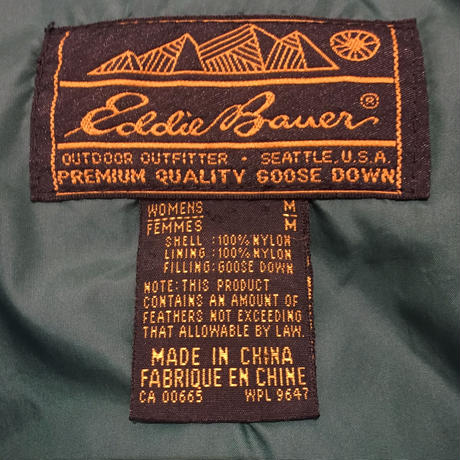 Eddie Bauer ®
OUTDOOR OUTFITTER · SEATTLE, U.S.A.
PREMIUM QUALITY GOOSE DOWN
WOMENS M
FEMMES M
SHELL : 100% NYLON
LINING : 100% NYLON
FILLING: GOOSE DOWN
NOTE: THIS PRODUCT
CONTAINS AN AMOUNT OF
FEATHERS NOT EXCEEDING
THAT ALLOWABLE BY LAW.
MADE IN CHINA
FABRIQUE EN CHINE
CA 00665 WPL 9647